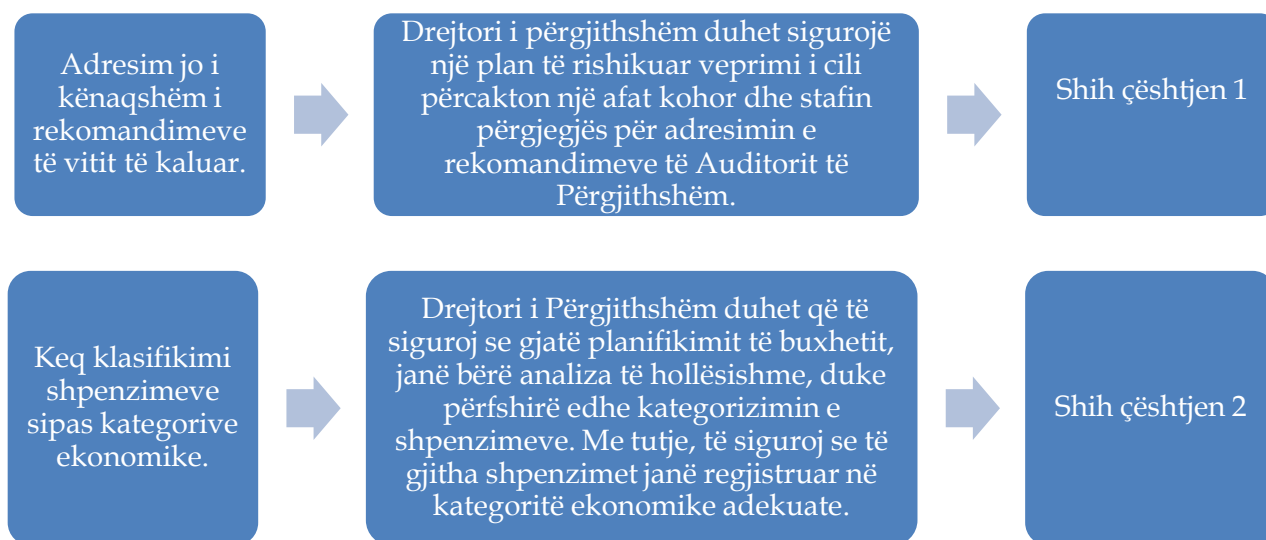 Adresim jo i
kënaqshëm i
rekomandimeve
të vitit të kaluar.
Drejtori i përgjithshëm duhet sigurojë
një plan të rishikuar veprimi i cili
përcakton një afat kohor dhe stafin
përgjegjës për adresimin e
rekomandimeve të Auditorit të
Përgjithshëm.
Shih çështjen 1
Keq klasifikimi
shpenzimeve
sipas kategorive
ekonomike.
Drejtori i Përgjithshëm duhet që të
siguroj se gjatë planifikimit të buxhetit,
janë bërë analiza të hollësishme, duke
përfshirë edhe kategorizimin e
shpenzimeve. Me tutje, të siguroj se të
gjitha shpenzimet janë regjistruar në
kategoritë ekonomike adekuate.
Shih çështjen 2